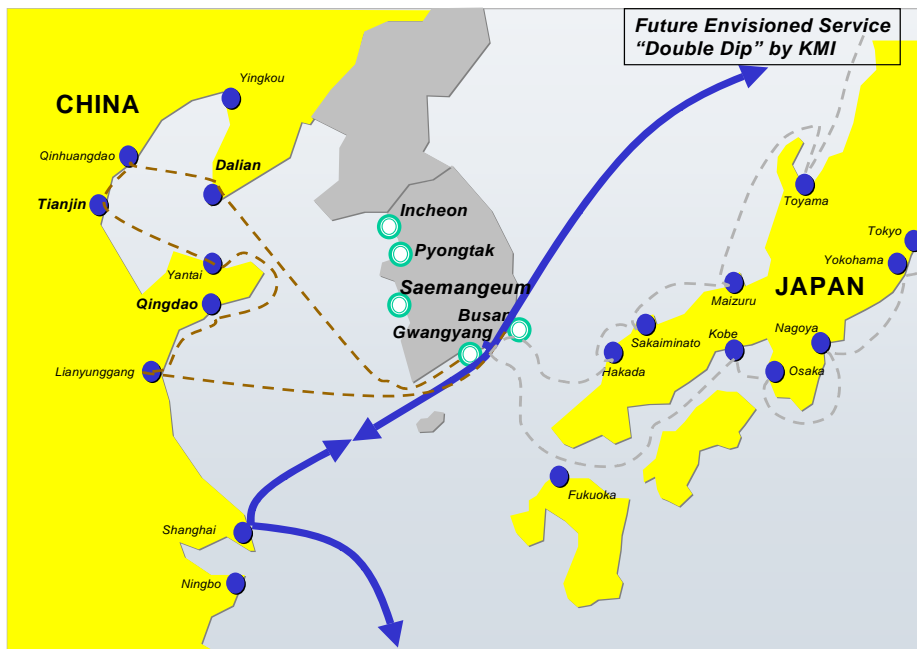 Future Envisioned Service
“Double Dip” by KMI
Yingkou
CHINA
Qinhuangdao
Dalian
Tianjin
Incheon
Toyama
Pyongtak
Tokyo
Yantai
Yokohama
Saemangeum
JAPAN
Qingdao
Maizuru
Busan
Gwangyang
Kobe
Nagoya
Sakaiminato
Hakada
Lianyunggang
Osaka
Fukuoka
Shanghai
Ningbo